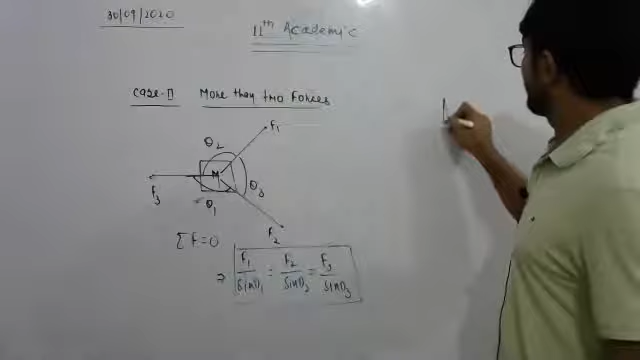 30/09/2020
11th Academic
Case-II More than two Forces
F1
θ2
F3
M
θ3
θ1
F2
ΣF=0
⇒ F1/Sinθ1 = F2/Sinθ2 = F3/Sinθ3